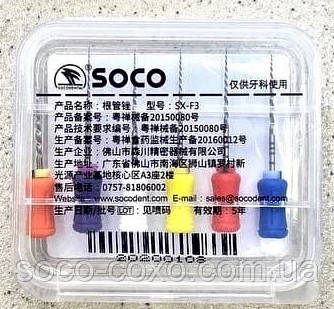 SOCO
SOCODENTAL
仅供牙科使用
产品名称：根管锉 型号：SX-F3
产品备案号：粤禅械备20150080号
产品技术要求编号：粤禅械备20150080号
生产备案号：粤禅食药监械生产备20160012号
生产企业：佛山市森川精密器械有限公司
生产地址：广东省佛山市南海区狮山镇罗村新
光源产业基地核心区A3座2楼
服务电话：0757-81806002
Website:www.socodent.com e-mail: sales@socodent.com
生产日期/批号 LOT：见喷码 有效期：5年
20200108
soco-coxo.com.ua